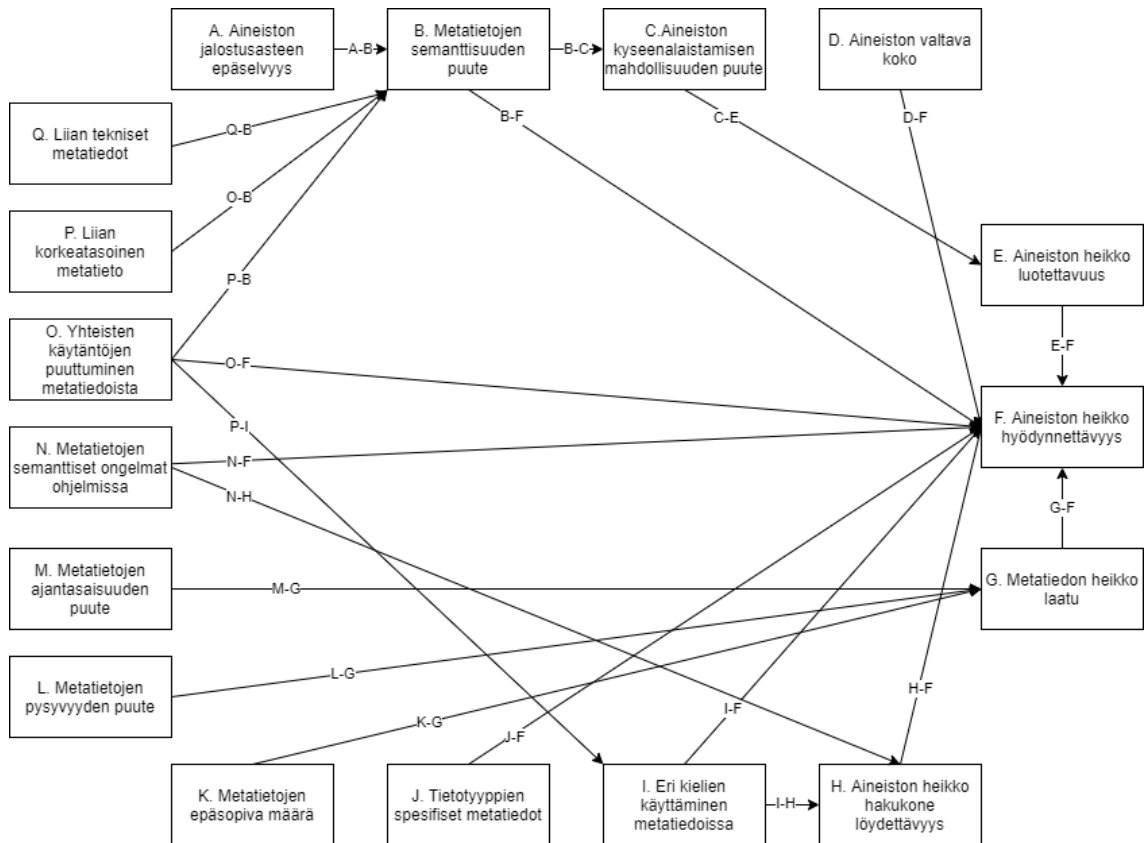 A. Aineiston
jalostusasteen
epäselvyys
A-B
B. Metatietojen
semanttisuuden
puute
B-C
C.Aineiston
kyseenalaistamisen
mahdollisuuden puute
D. Aineiston valtava
koko
Q. Liian tekniset
metatiedot
Q-B
B-F
C-E
D-F
P. Liian
korkeatasoinen
metatieto
O-B
P-B
E. Aineiston heikko
luotettavuus
E-F
O. Yhteisten
käytäntöjen
puuttuminen
metatiedoista
O-F
P-I
F. Aineiston heikko
hyödynnettävyys
N. Metatietojen
semanttiset ongelmat
ohjelmissa
N-F
N-H
G-F
M. Metatietojen
ajantasaisuuden
puute
M-G
G. Metatiedon heikko
laatu
L. Metatietojen
pysyvyyden puute
L-G
K-G
J-F
I-F
H-F
K. Metatietojen
epäsopiva määrä
J. Tietotyyppien
spesifiset metatiedot
I. Eri kielien
käyttäminen
metatiedoissa
I-H
H. Aineiston heikko
hakukone
löydettävyys